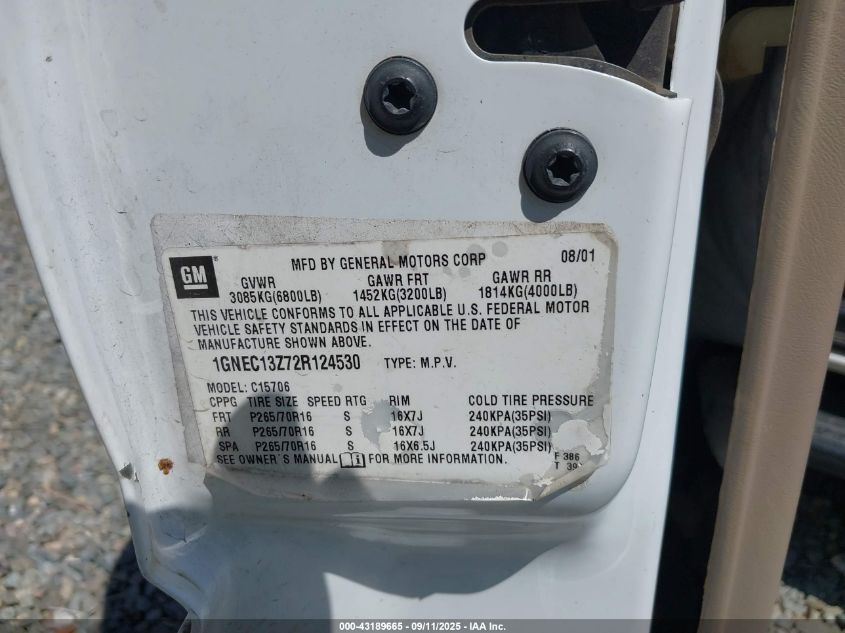 GM ®
MFD BY GENERAL MOTORS CORP 08/01
GVWR GAWR FRT GAWR RR
3085KG(6800LB) 1452KG(3200LB) 1814KG(4000LB)
THIS VEHICLE CONFORMS TO ALL APPLICABLE U.S. FEDERAL MOTOR
VEHICLE SAFETY STANDARDS IN EFFECT ON THE DATE OF
MANUFACTURE SHOWN ABOVE.
1GNEC13Z72R124530 TYPE: M.P.V.
MODEL: C15706
CPPG TIRE SIZE SPEED RTG RIM COLD TIRE PRESSURE
FRT P265/70R16 S 16X7J 240KPA(35PSI)
RR P265/70R16 S 16X7J 240KPA(35PSI)
SPA P265/70R16 S 16X6.5J 240KPA(35PSI)
SEE OWNER'S MANUAL FOR MORE INFORMATION.
F 386
T 39
000-43189665 - 09/11/2025 - IAA Inc.